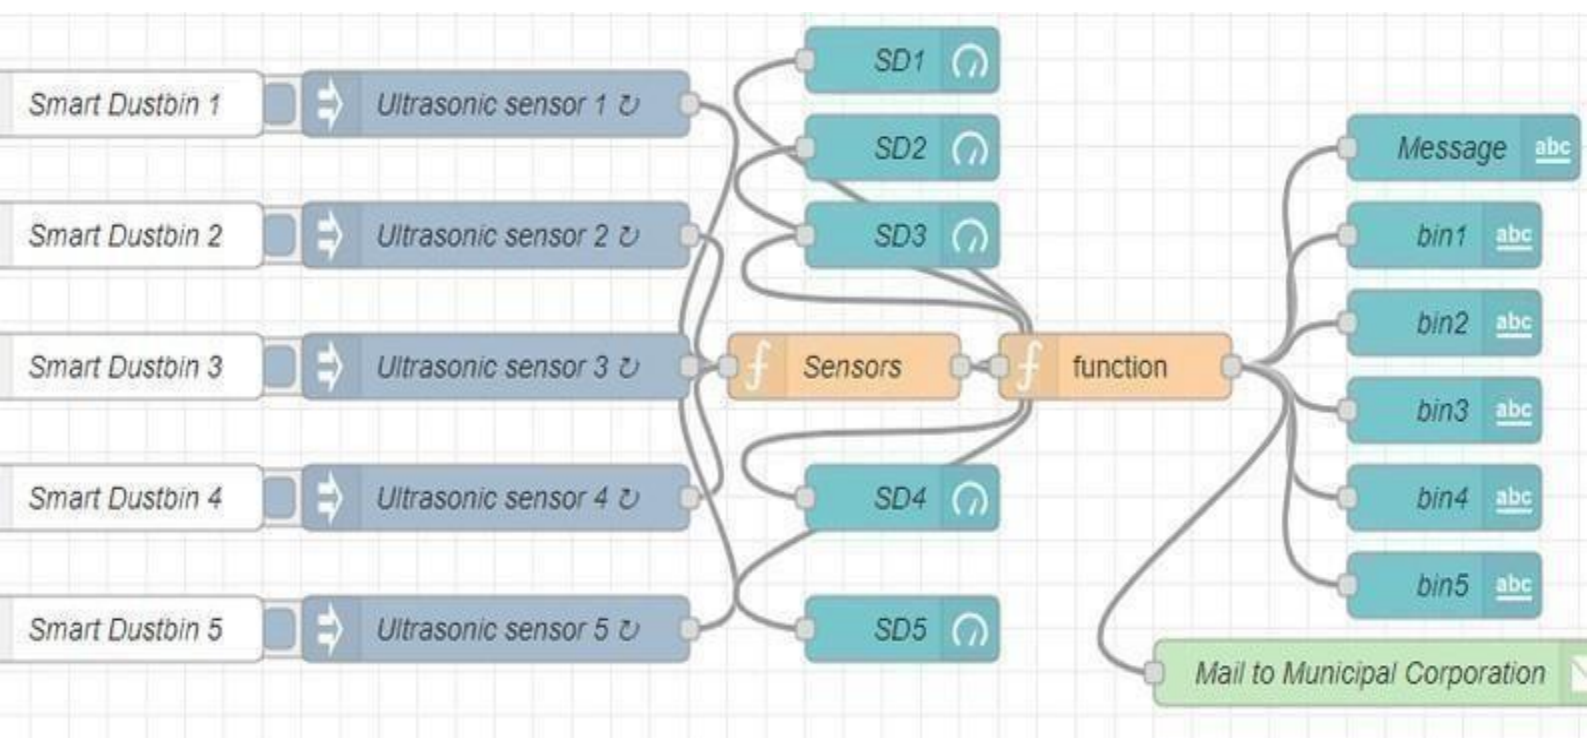 Smart Dustbin 1
Ultrasonic sensor 1 ↻
Smart Dustbin 2
Ultrasonic sensor 2 ↻
Smart Dustbin 3
Ultrasonic sensor 3 ↻
Smart Dustbin 4
Ultrasonic sensor 4 ↻
Smart Dustbin 5
Ultrasonic sensor 5 ↻
SD1
SD2
SD3
f Sensors
SD4
SD5
f function
Message abc
bin1 abc
bin2 abc
bin3 abc
bin4 abc
bin5 abc
Mail to Municipal Corporation